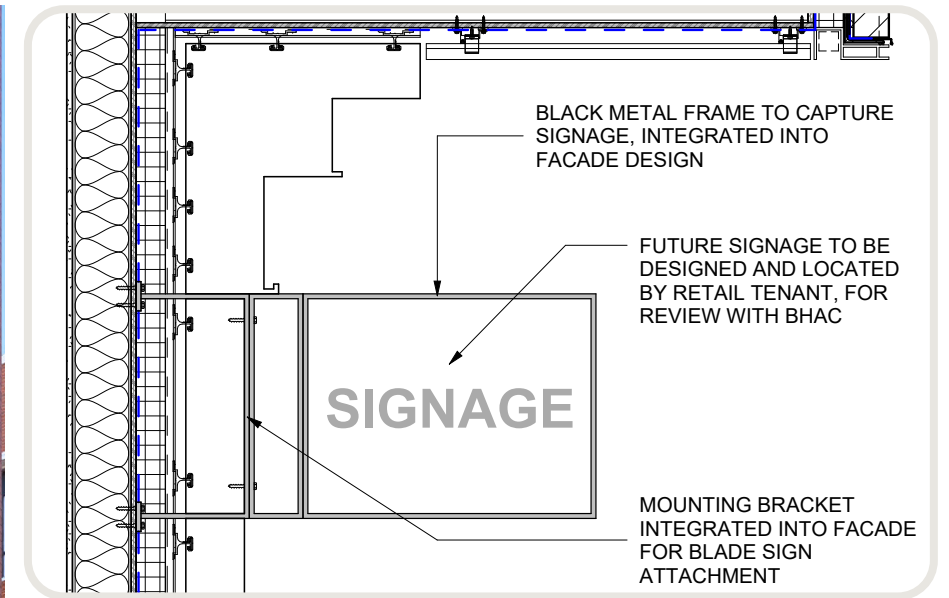 BLACK METAL FRAME TO CAPTURE
SIGNAGE, INTEGRATED INTO
FACADE DESIGN
FUTURE SIGNAGE TO BE
DESIGNED AND LOCATED
BY RETAIL TENANT, FOR
REVIEW WITH BHAC
SIGNAGE
MOUNTING BRACKET
INTEGRATED INTO FACADE
FOR BLADE SIGN
ATTACHMENT